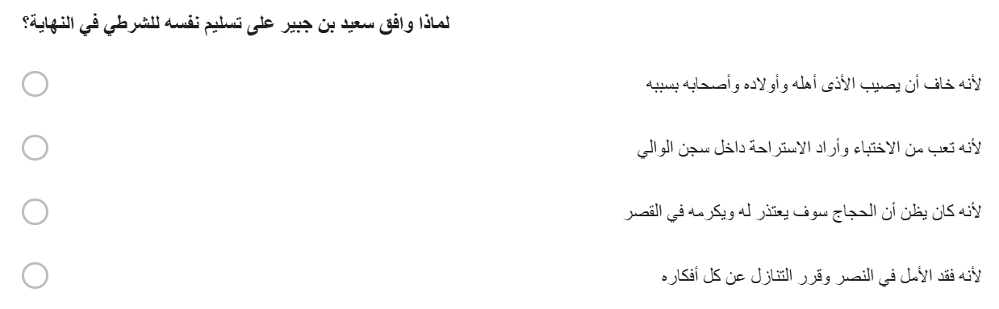 لماذا وافق سعيد بن جبير على تسليم نفسه للشرطي في النهاية؟
لأنه خاف أن يصيب الأذى أهله وأولاده وأصحابه بسببه
لأنه تعب من الاختباء وأراد الاستراحة داخل سجن الوالي
لأنه كان يظن أن الحجاج سوف يعتذر له ويكرمه في القصر
لأنه فقد الأمل في النصر وقرر التنازل عن كل أفكاره